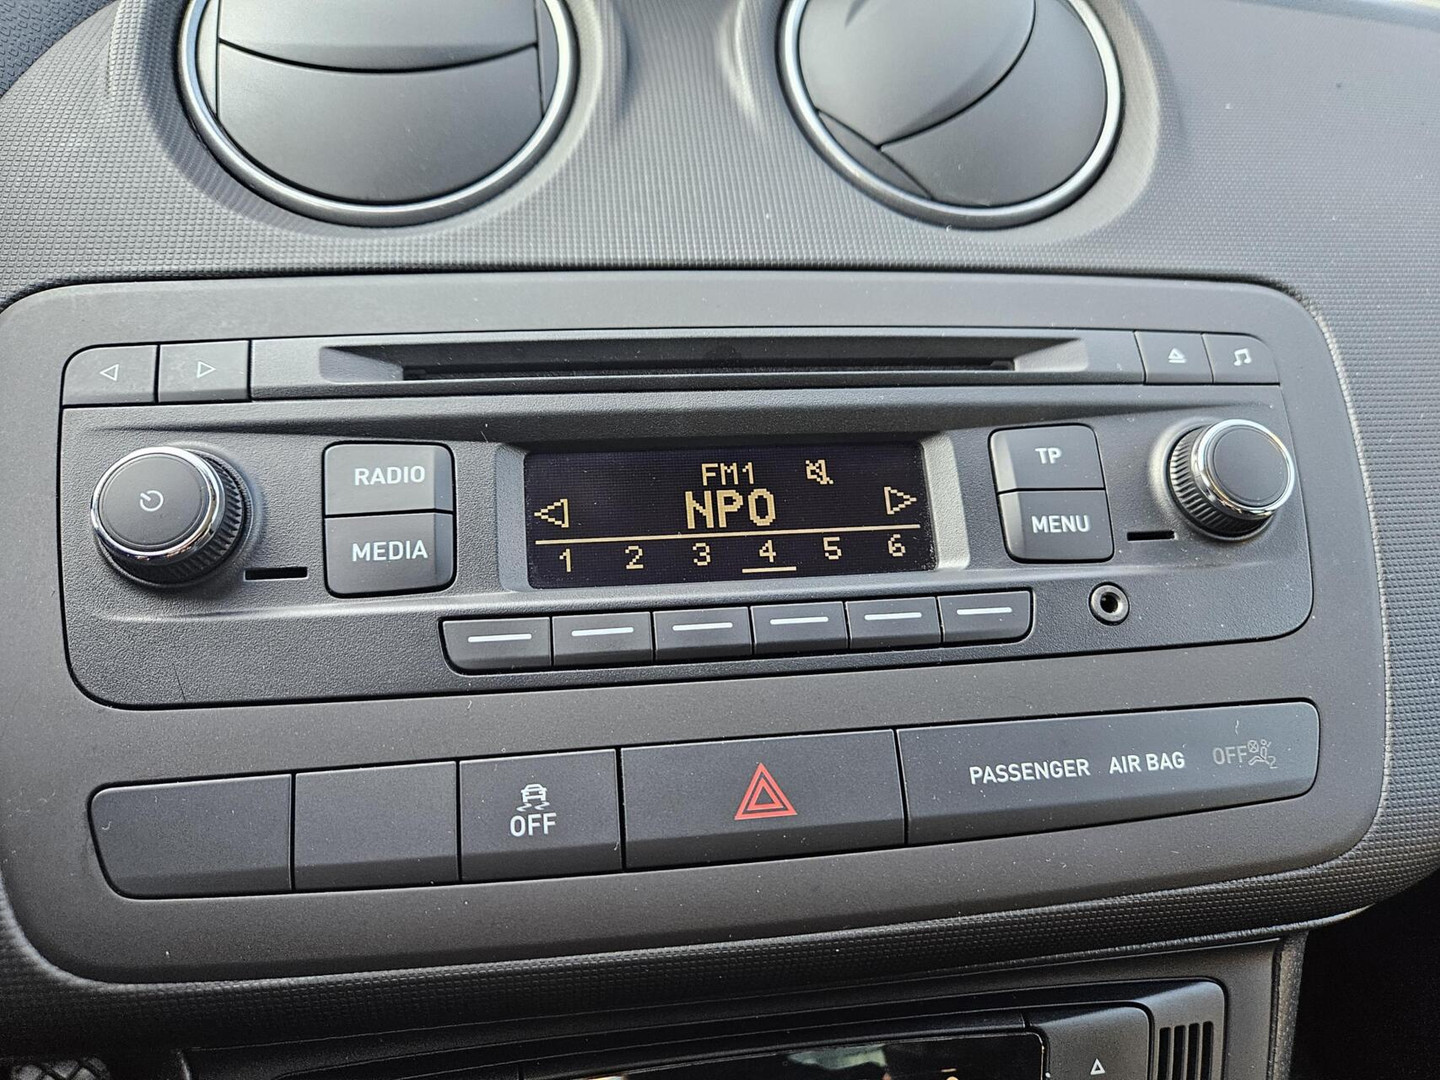 RADIO
MEDIA
FM1
NPO
1 2 3 4 5 6
TP
MENU
OFF
PASSENGER AIR BAG OFF